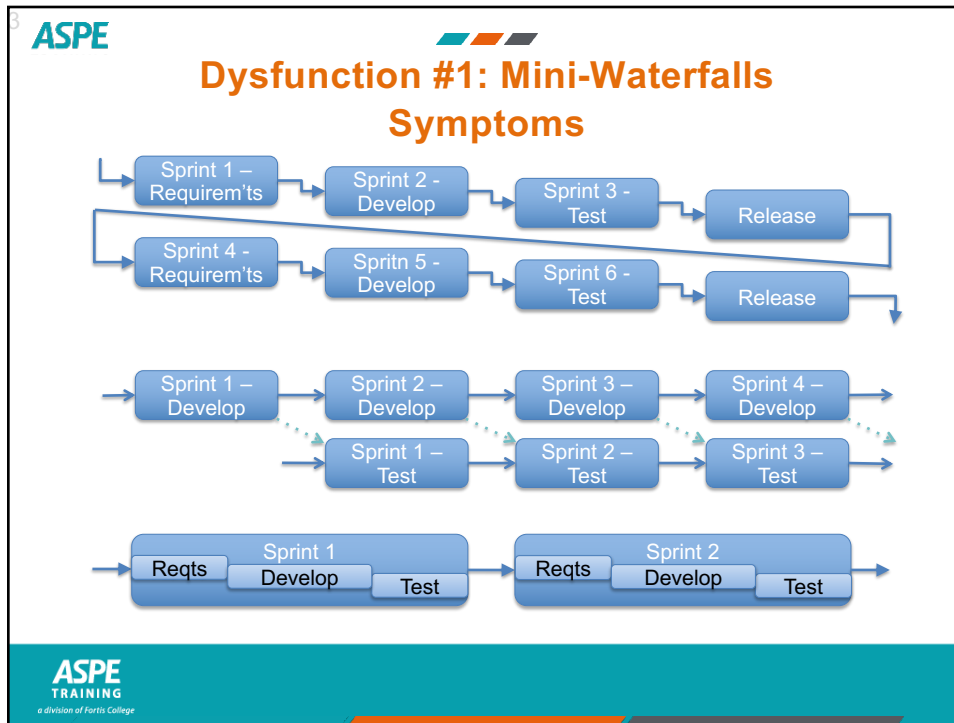 3
ASPE
Dysfunction #1: Mini-Waterfalls
Symptoms
Sprint 1 –
Requirem’ts
Sprint 2 -
Develop
Sprint 3 -
Test
Release
Sprint 4 -
Requirem’ts
Spritn 5 -
Develop
Sprint 6 -
Test
Release
Sprint 1 –
Develop
Sprint 2 –
Develop
Sprint 3 –
Develop
Sprint 4 –
Develop
Sprint 1 –
Test
Sprint 2 –
Test
Sprint 3 –
Test
Sprint 1
Reqts
Develop
Test
Sprint 2
Reqts
Develop
Test
ASPE
TRAINING
a division of Fortis College